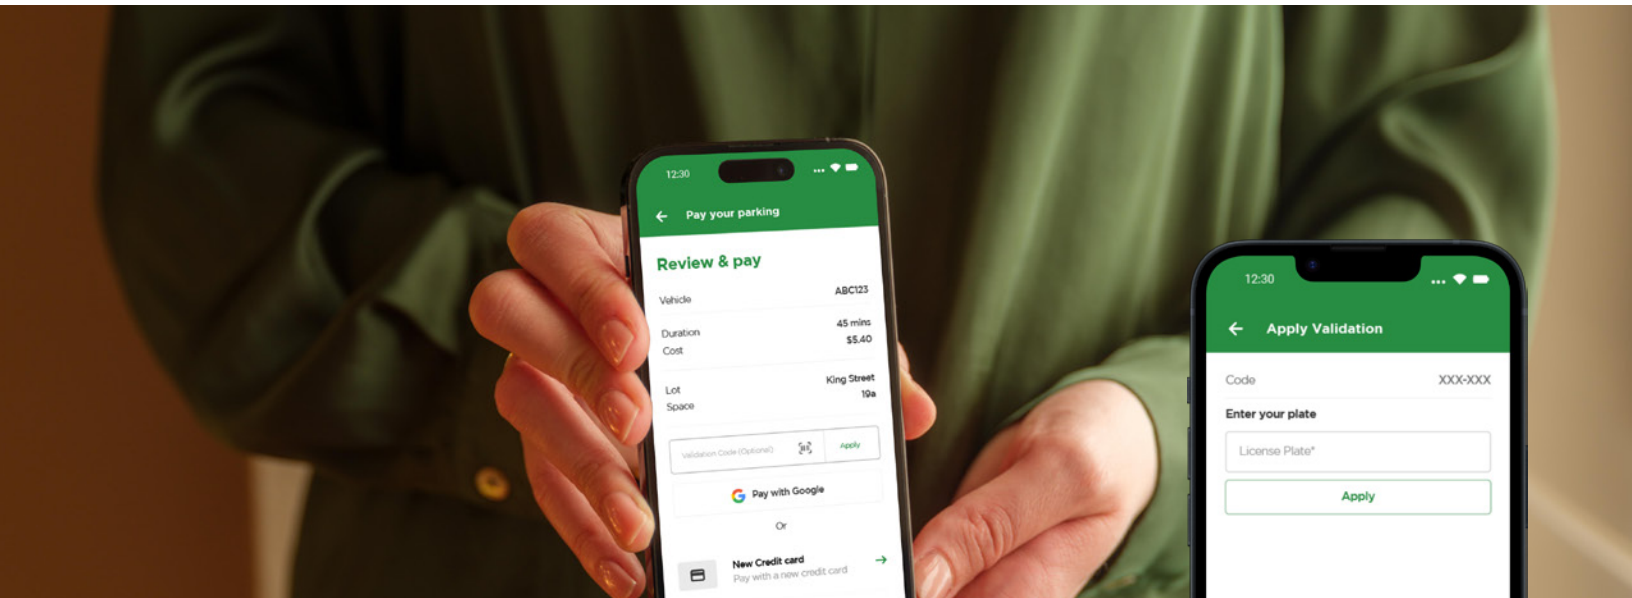 12:30
Pay your parking
Review & pay
Vehicle ABC123
Duration 45 mins
Cost $5.40
Lot King Street
Space 19a
Validation Code (Optional) Apply
Pay with Google
Or
New Credit card
Pay with a new credit card
12:30
Apply Validation
Code XXX-XXX
Enter your plate
License Plate*
Apply